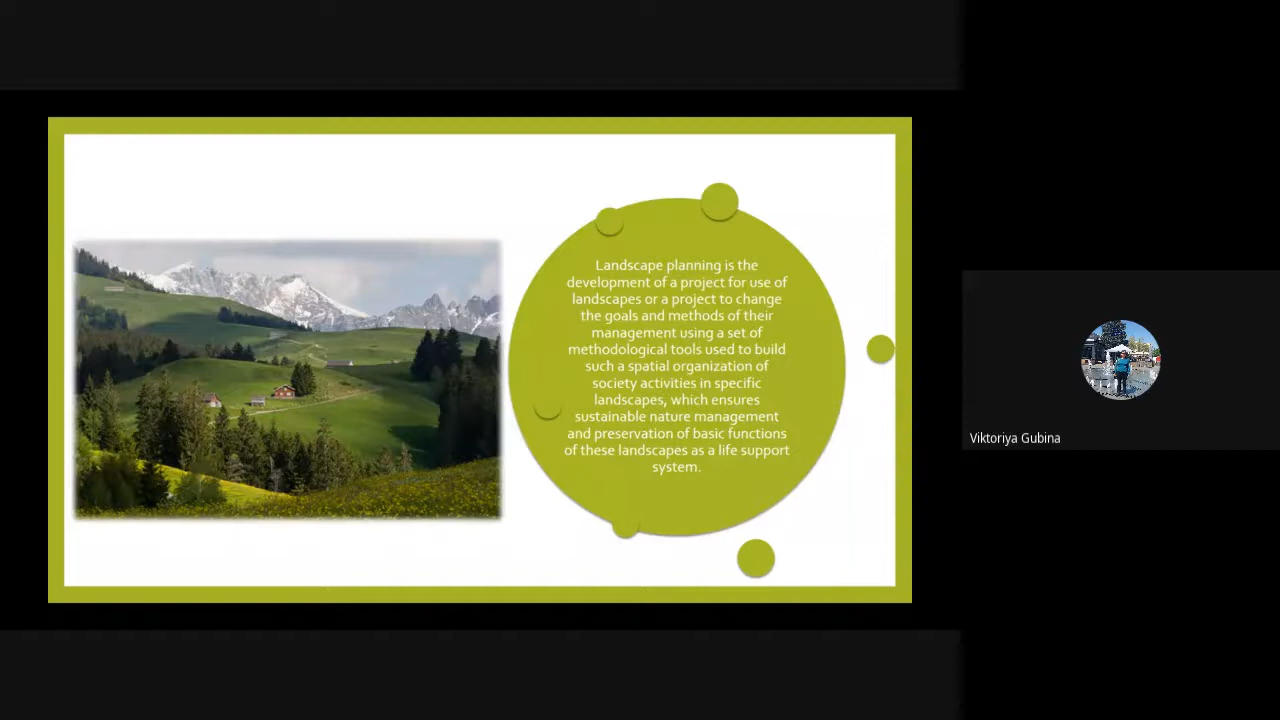 Landscape planning is the
development of a project for use of
landscapes or a project to change
the goals and methods of their
management using a set of
methodological tools used to build
such a spatial organization of
society activities in specific
landscapes, which ensures
sustainable nature management
and preservation of basic functions
of these landscapes as a life support
system.
Viktoriya Gubina